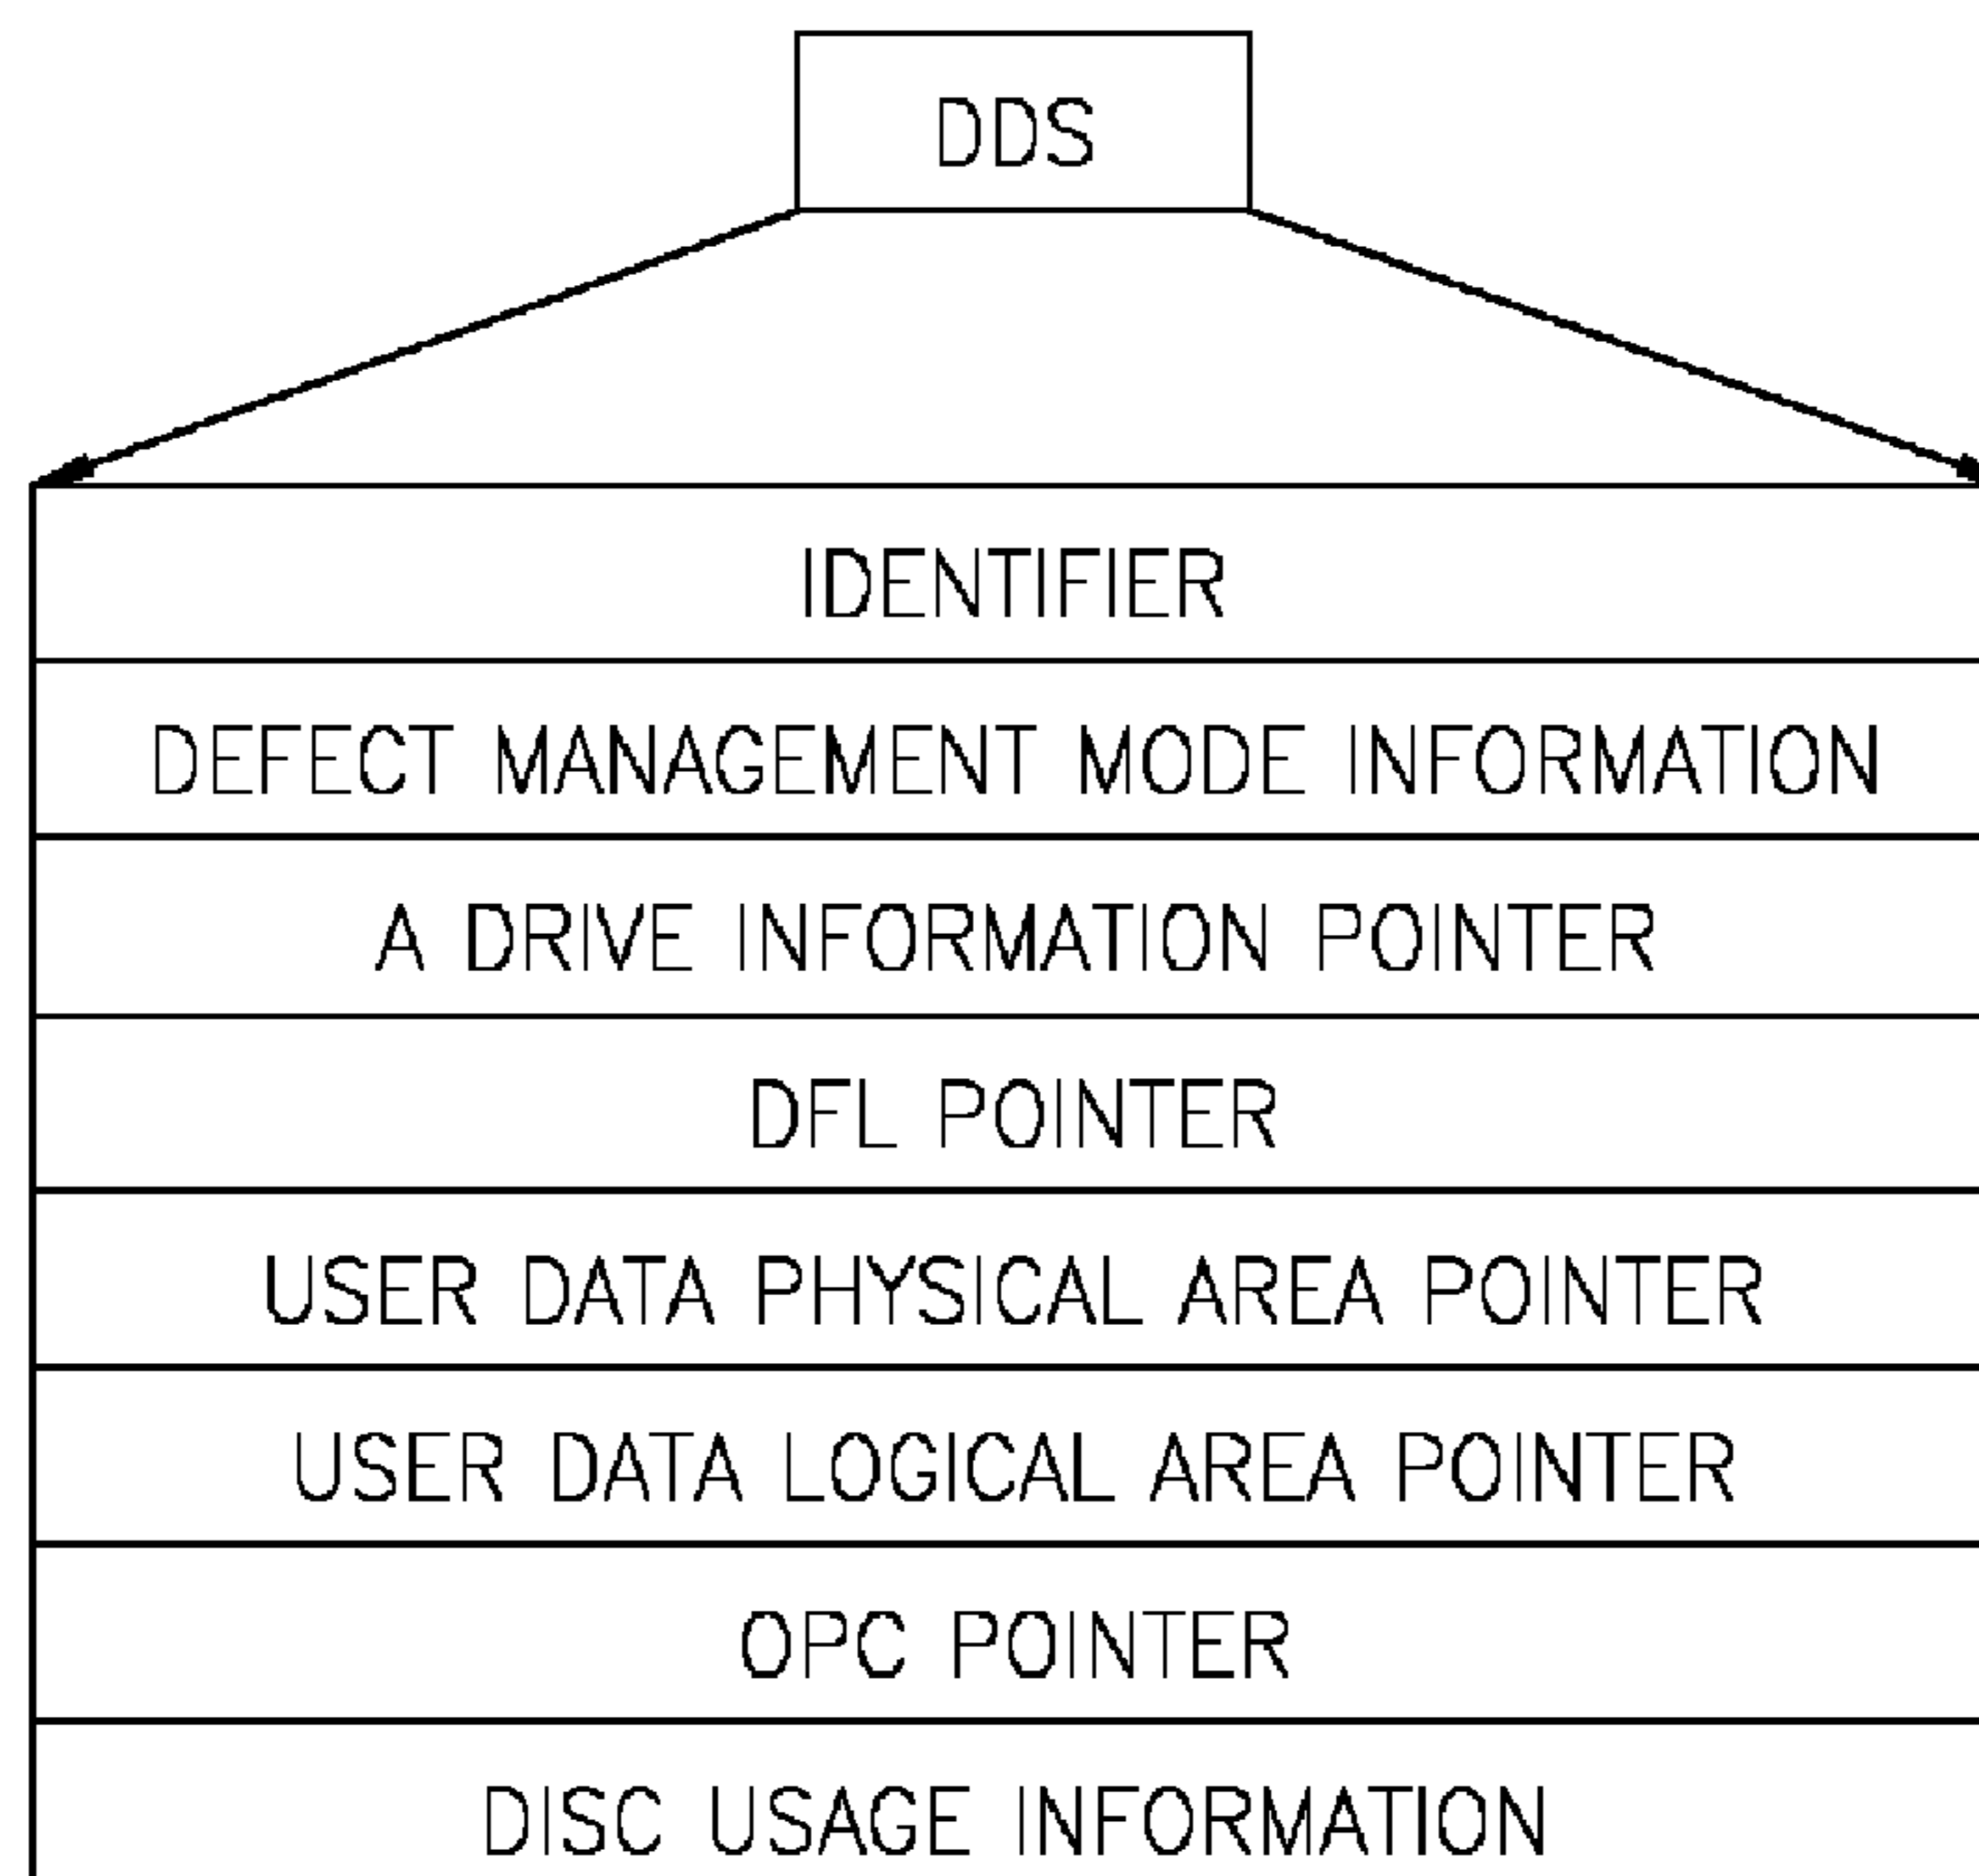 DDS
IDENTIFIER
DEFECT MANAGEMENT MODE INFORMATION
A DRIVE INFORMATION POINTER
DFL POINTER
USER DATA PHYSICAL AREA POINTER
USER DATA LOGICAL AREA POINTER
OPC POINTER
DISC USAGE INFORMATION